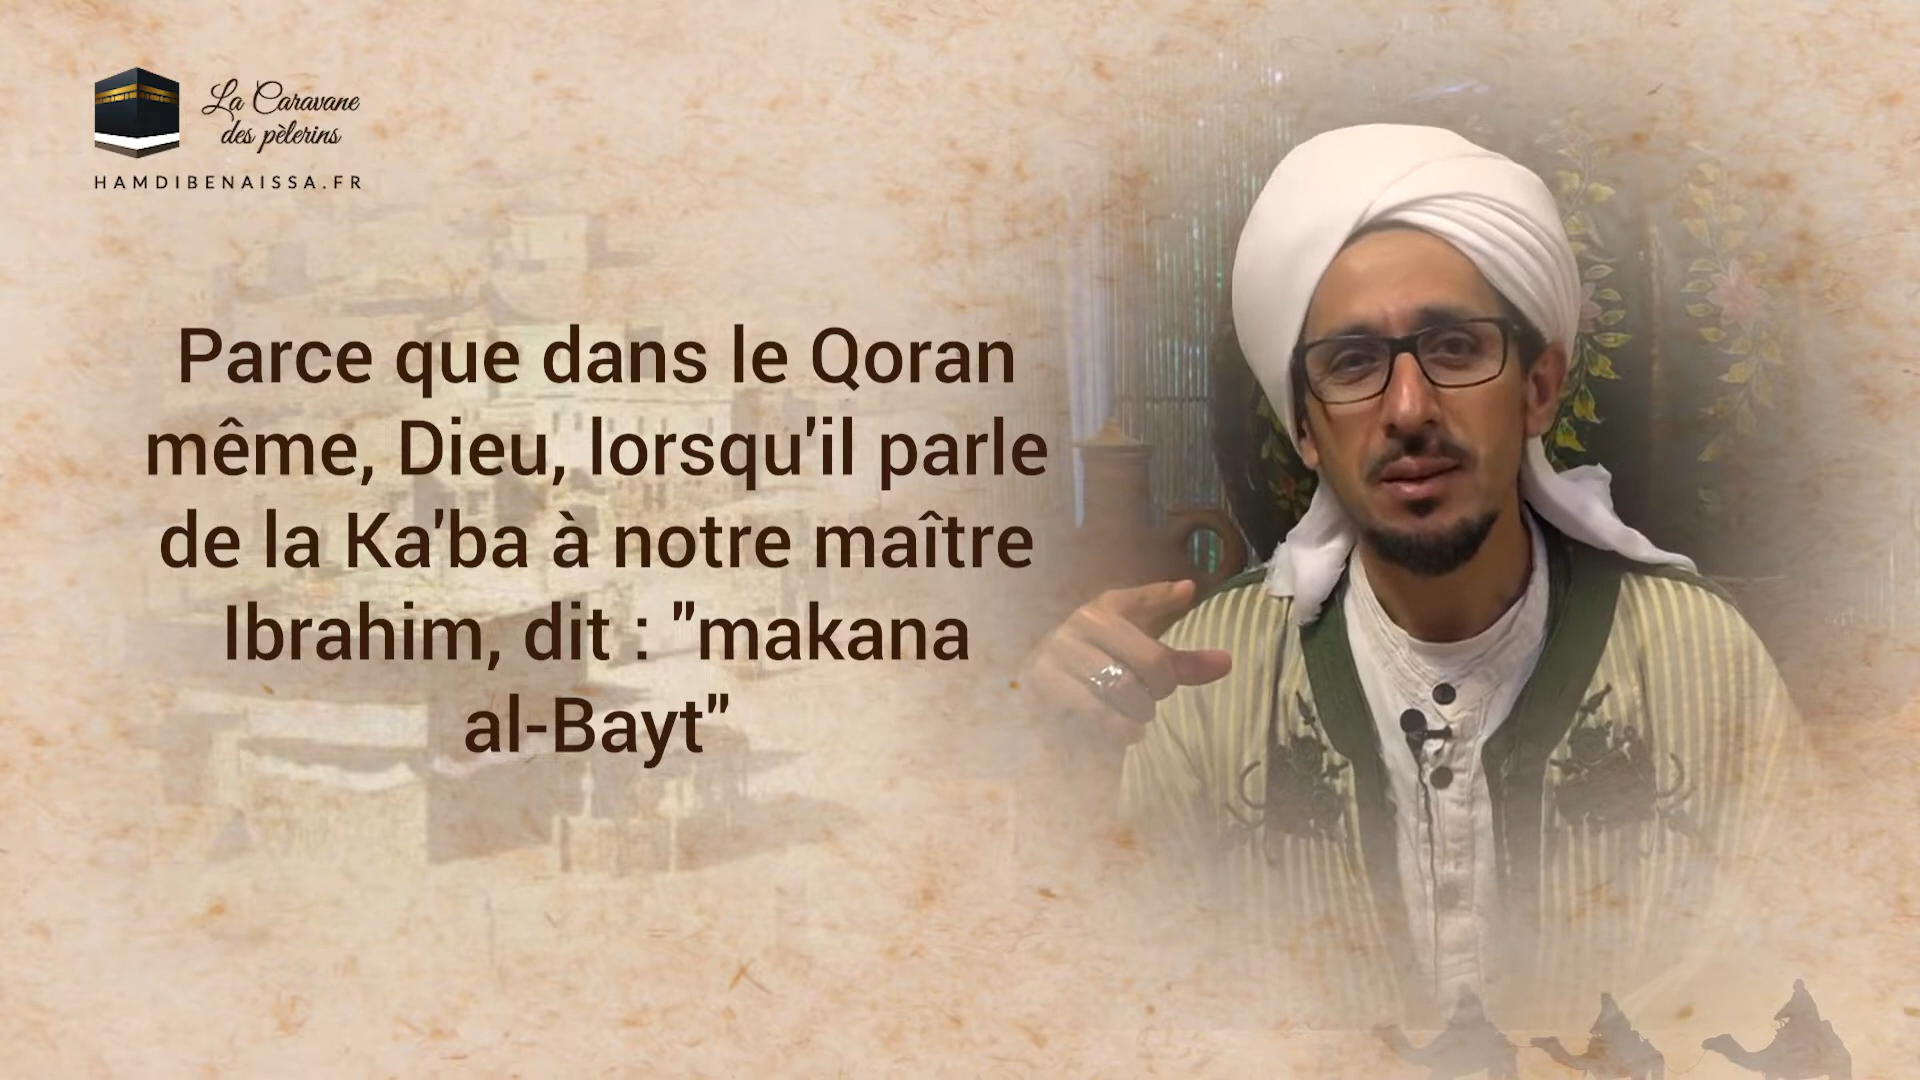 La Caravane
des pèlerins
HAMDIBENAISSA.FR
Parce que dans le Qoran
même, Dieu, lorsqu'il parle
de la Ka'ba à notre maître
Ibrahim, dit : "makana
al-Bayt"